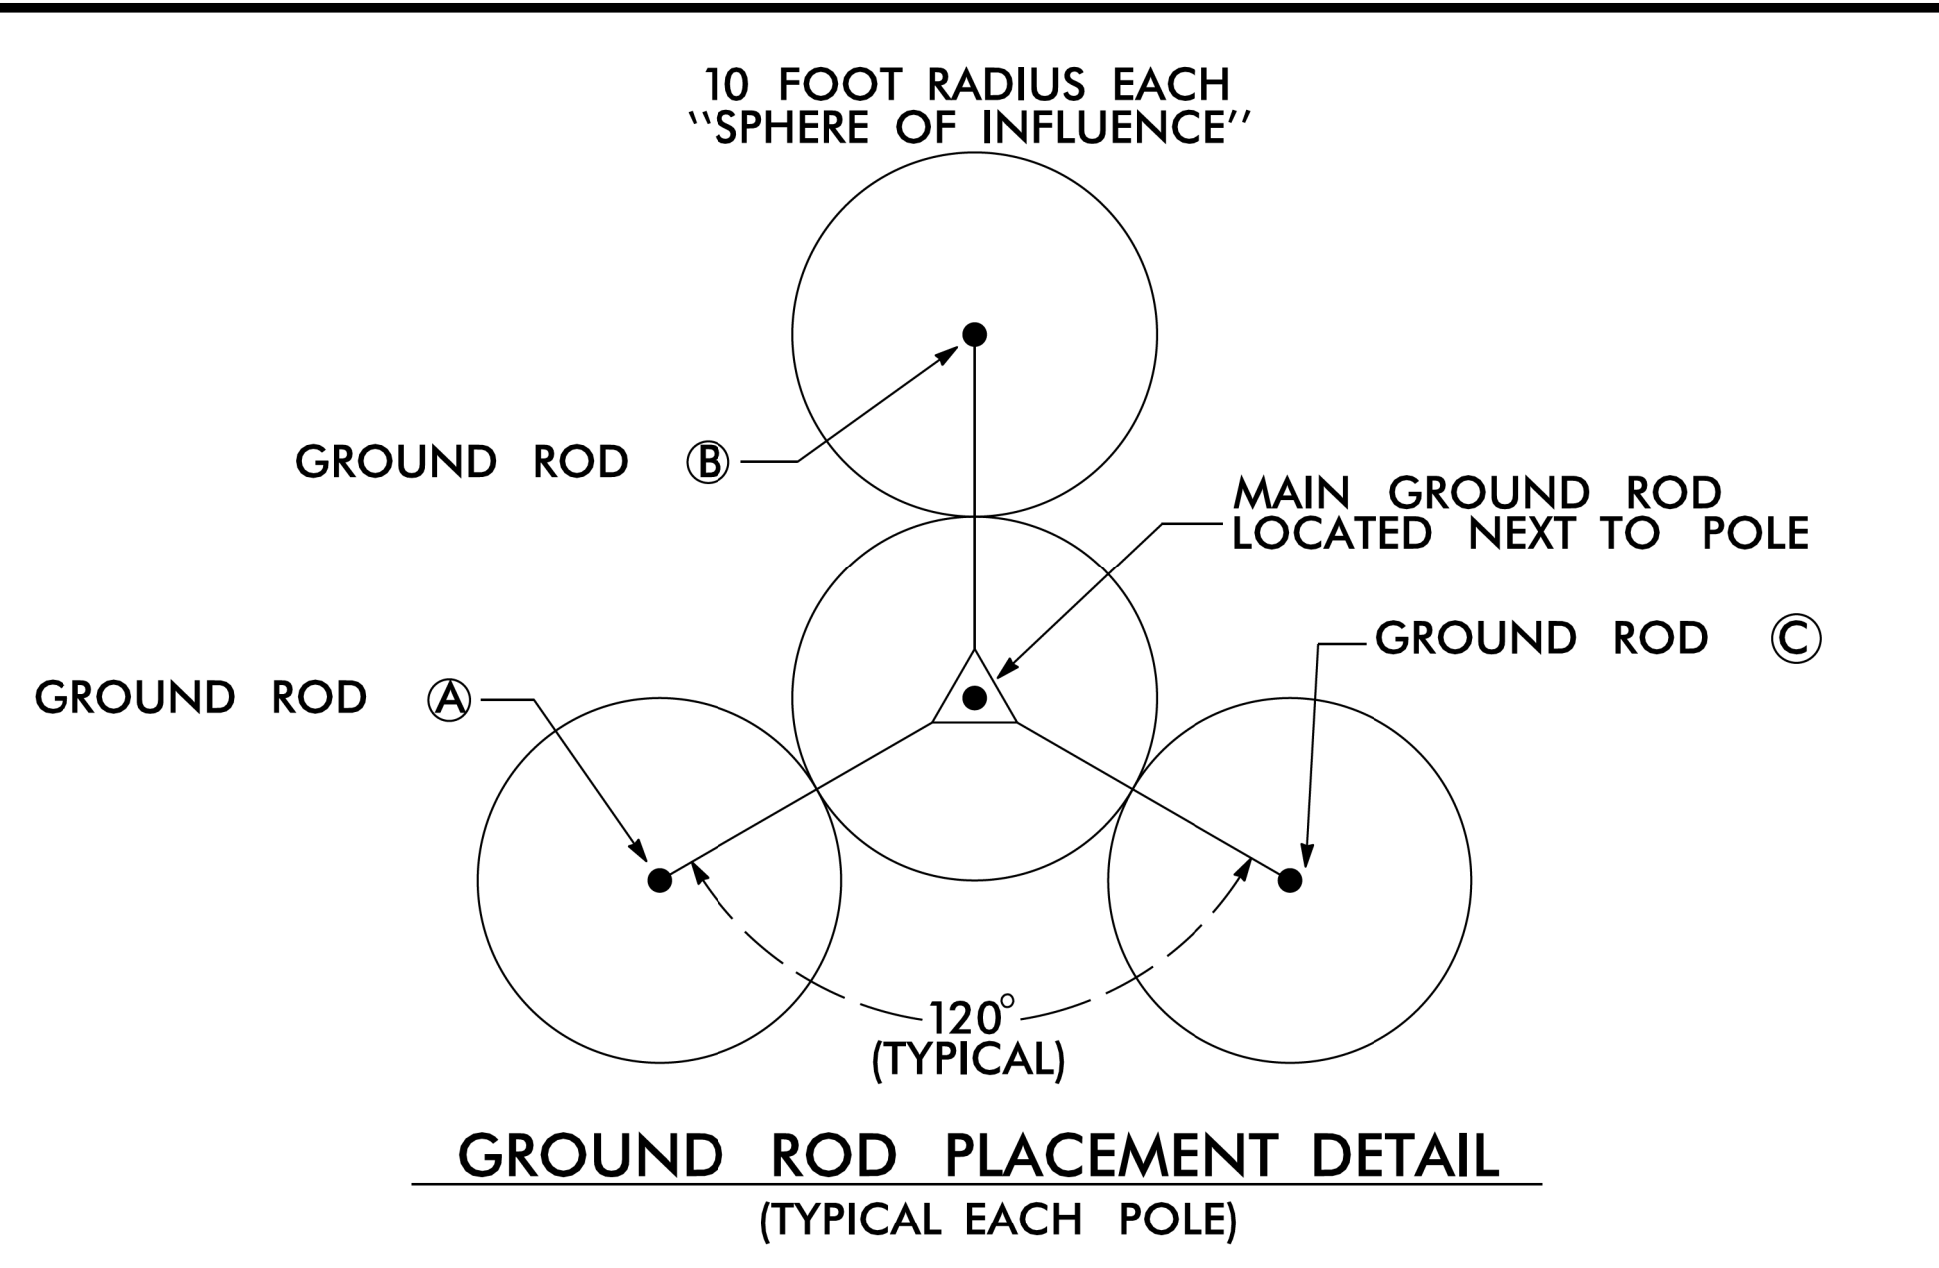 10 FOOT RADIUS EACH
''SPHERE OF INFLUENCE''
GROUND ROD B
MAIN GROUND ROD
LOCATED NEXT TO POLE
GROUND ROD C
GROUND ROD A
120°
(TYPICAL)
GROUND ROD PLACEMENT DETAIL
(TYPICAL EACH POLE)